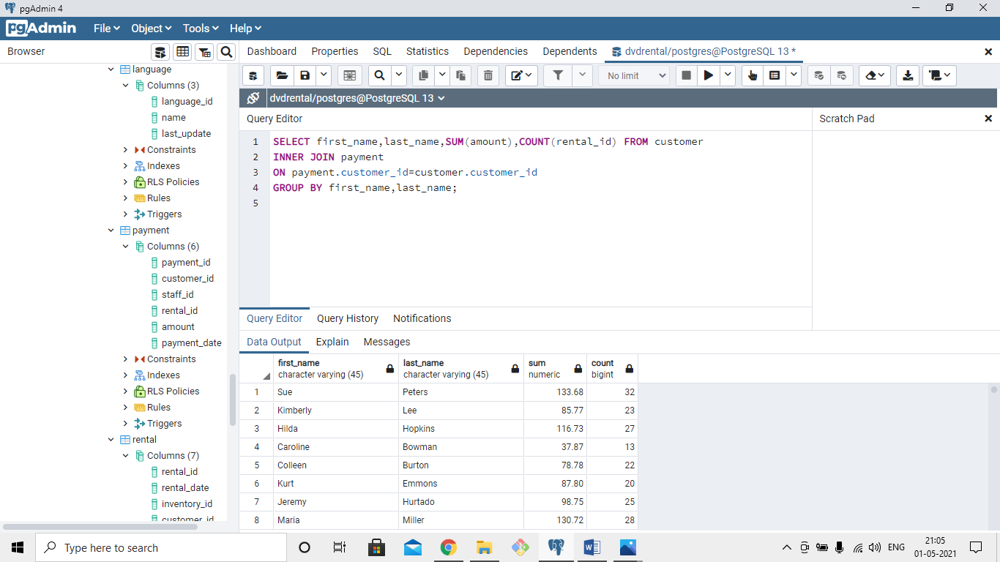 pgAdmin 4
pgAdmin File Object Tools Help
Browser
Dashboard Properties SQL Statistics Dependencies Dependents dvdrental/postgres@PostgreSQL 13 *
No limit
dvdrental/postgres@PostgreSQL 13
Query Editor
Scratch Pad
language
Columns (3)
language_id
name
last_update
Constraints
Indexes
RLS Policies
Rules
Triggers
payment
Columns (6)
payment_id
customer_id
staff_id
rental_id
amount
payment_date
Constraints
Indexes
RLS Policies
Rules
Triggers
rental
Columns (7)
rental_id
rental_date
inventory_id
customer_id
1 SELECT first_name,last_name,SUM(amount),COUNT(rental_id) FROM customer
2 INNER JOIN payment
3 ON payment.customer_id=customer.customer_id
4 GROUP BY first_name,last_name;
5
Query Editor Query History Notifications
Data Output Explain Messages
first_name last_name sum count
character varying (45) character varying (45) numeric bigint
1 Sue Peters 133.68 32
2 Kimberly Lee 85.77 23
3 Hilda Hopkins 116.73 27
4 Caroline Bowman 37.87 13
5 Colleen Burton 78.78 22
6 Kurt Emmons 87.80 20
7 Jeremy Hurtado 98.75 25
8 Maria Miller 130.72 28
Type here to search
ENG
21:05
01-05-2021